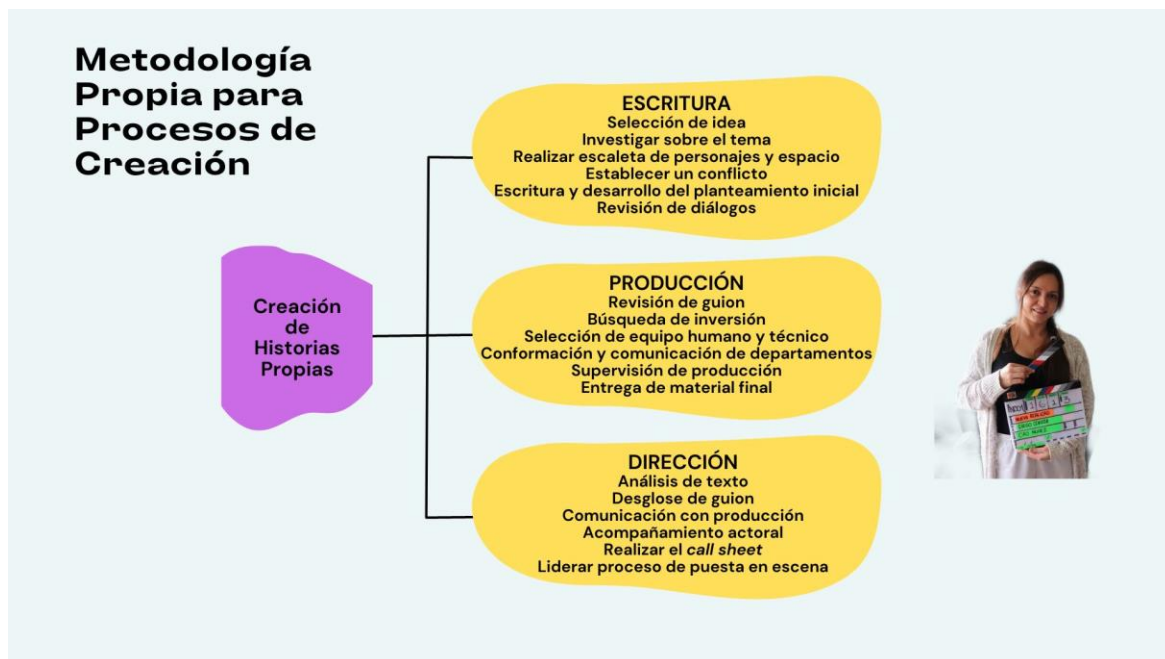 Metodología
Propia para
Procesos de
Creación
Creación
de
Historias
Propias
ESCRITURA
Selección de idea
Investigar sobre el tema
Realizar escaleta de personajes y espacio
Establecer un conflicto
Escritura y desarrollo del planteamiento inicial
Revisión de diálogos
PRODUCCIÓN
Revisión de guion
Búsqueda de inversión
Selección de equipo humano y técnico
Conformación y comunicación de departamentos
Supervisión de producción
Entrega de material final
DIRECCIÓN
Análisis de texto
Desglose de guion
Comunicación con producción
Acompañamiento actoral
Realizar el call sheet
Liderar proceso de puesta en escena